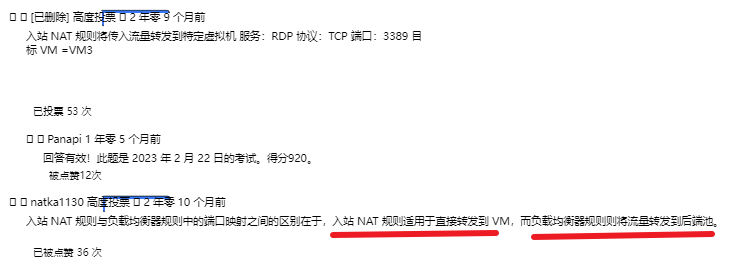 [已删除] 高度投票 2 年零 9 个月前
入站 NAT 规则将传入流量转发到特定虚拟机 服务：RDP 协议：TCP 端口：3389 目
标 VM =VM3
已投票 53 次
Panapi 1 年零 5 个月前
回答有效！此题是 2023 年 2 月 22 日的考试。得分920。
被点赞12次
natka1130 高度投票 2 年零 10 个月前
入站 NAT 规则与负载均衡器规则中的端口映射之间的区别在于，入站 NAT 规则适用于直接转发到 VM，而负载均衡器规则则将流量转发到后端池。
已被点赞 36 次